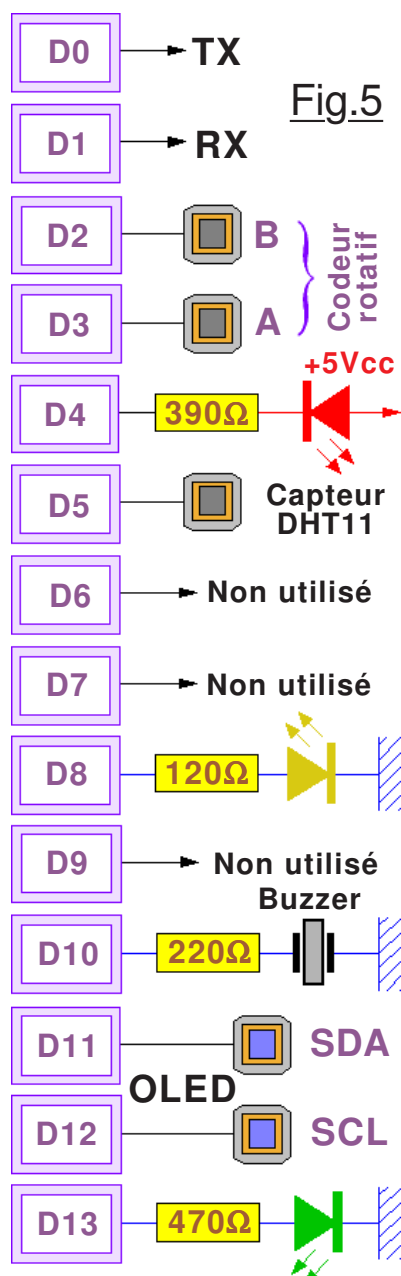 D0 TX
Fig.5
D1 RX
D2 B
D3 A
Codeur
rotatif
+5Vcc
D4 390Ω
D5 Capteur
DHT11
D6 Non utilisé
D7 Non utilisé
D8 120Ω
D9 Non utilisé
Buzzer
D10 220Ω
D11 SDA
OLED
D12 SCL
D13 470Ω